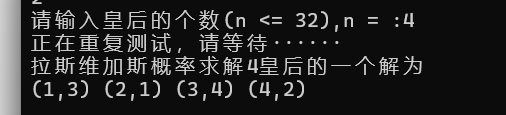 请输入皇后的个数(n <= 32),n = :4
正在重复测试, 请等待······
拉斯维加斯概率求解4皇后的一个解为
(1,3) (2,1) (3,4) (4,2)